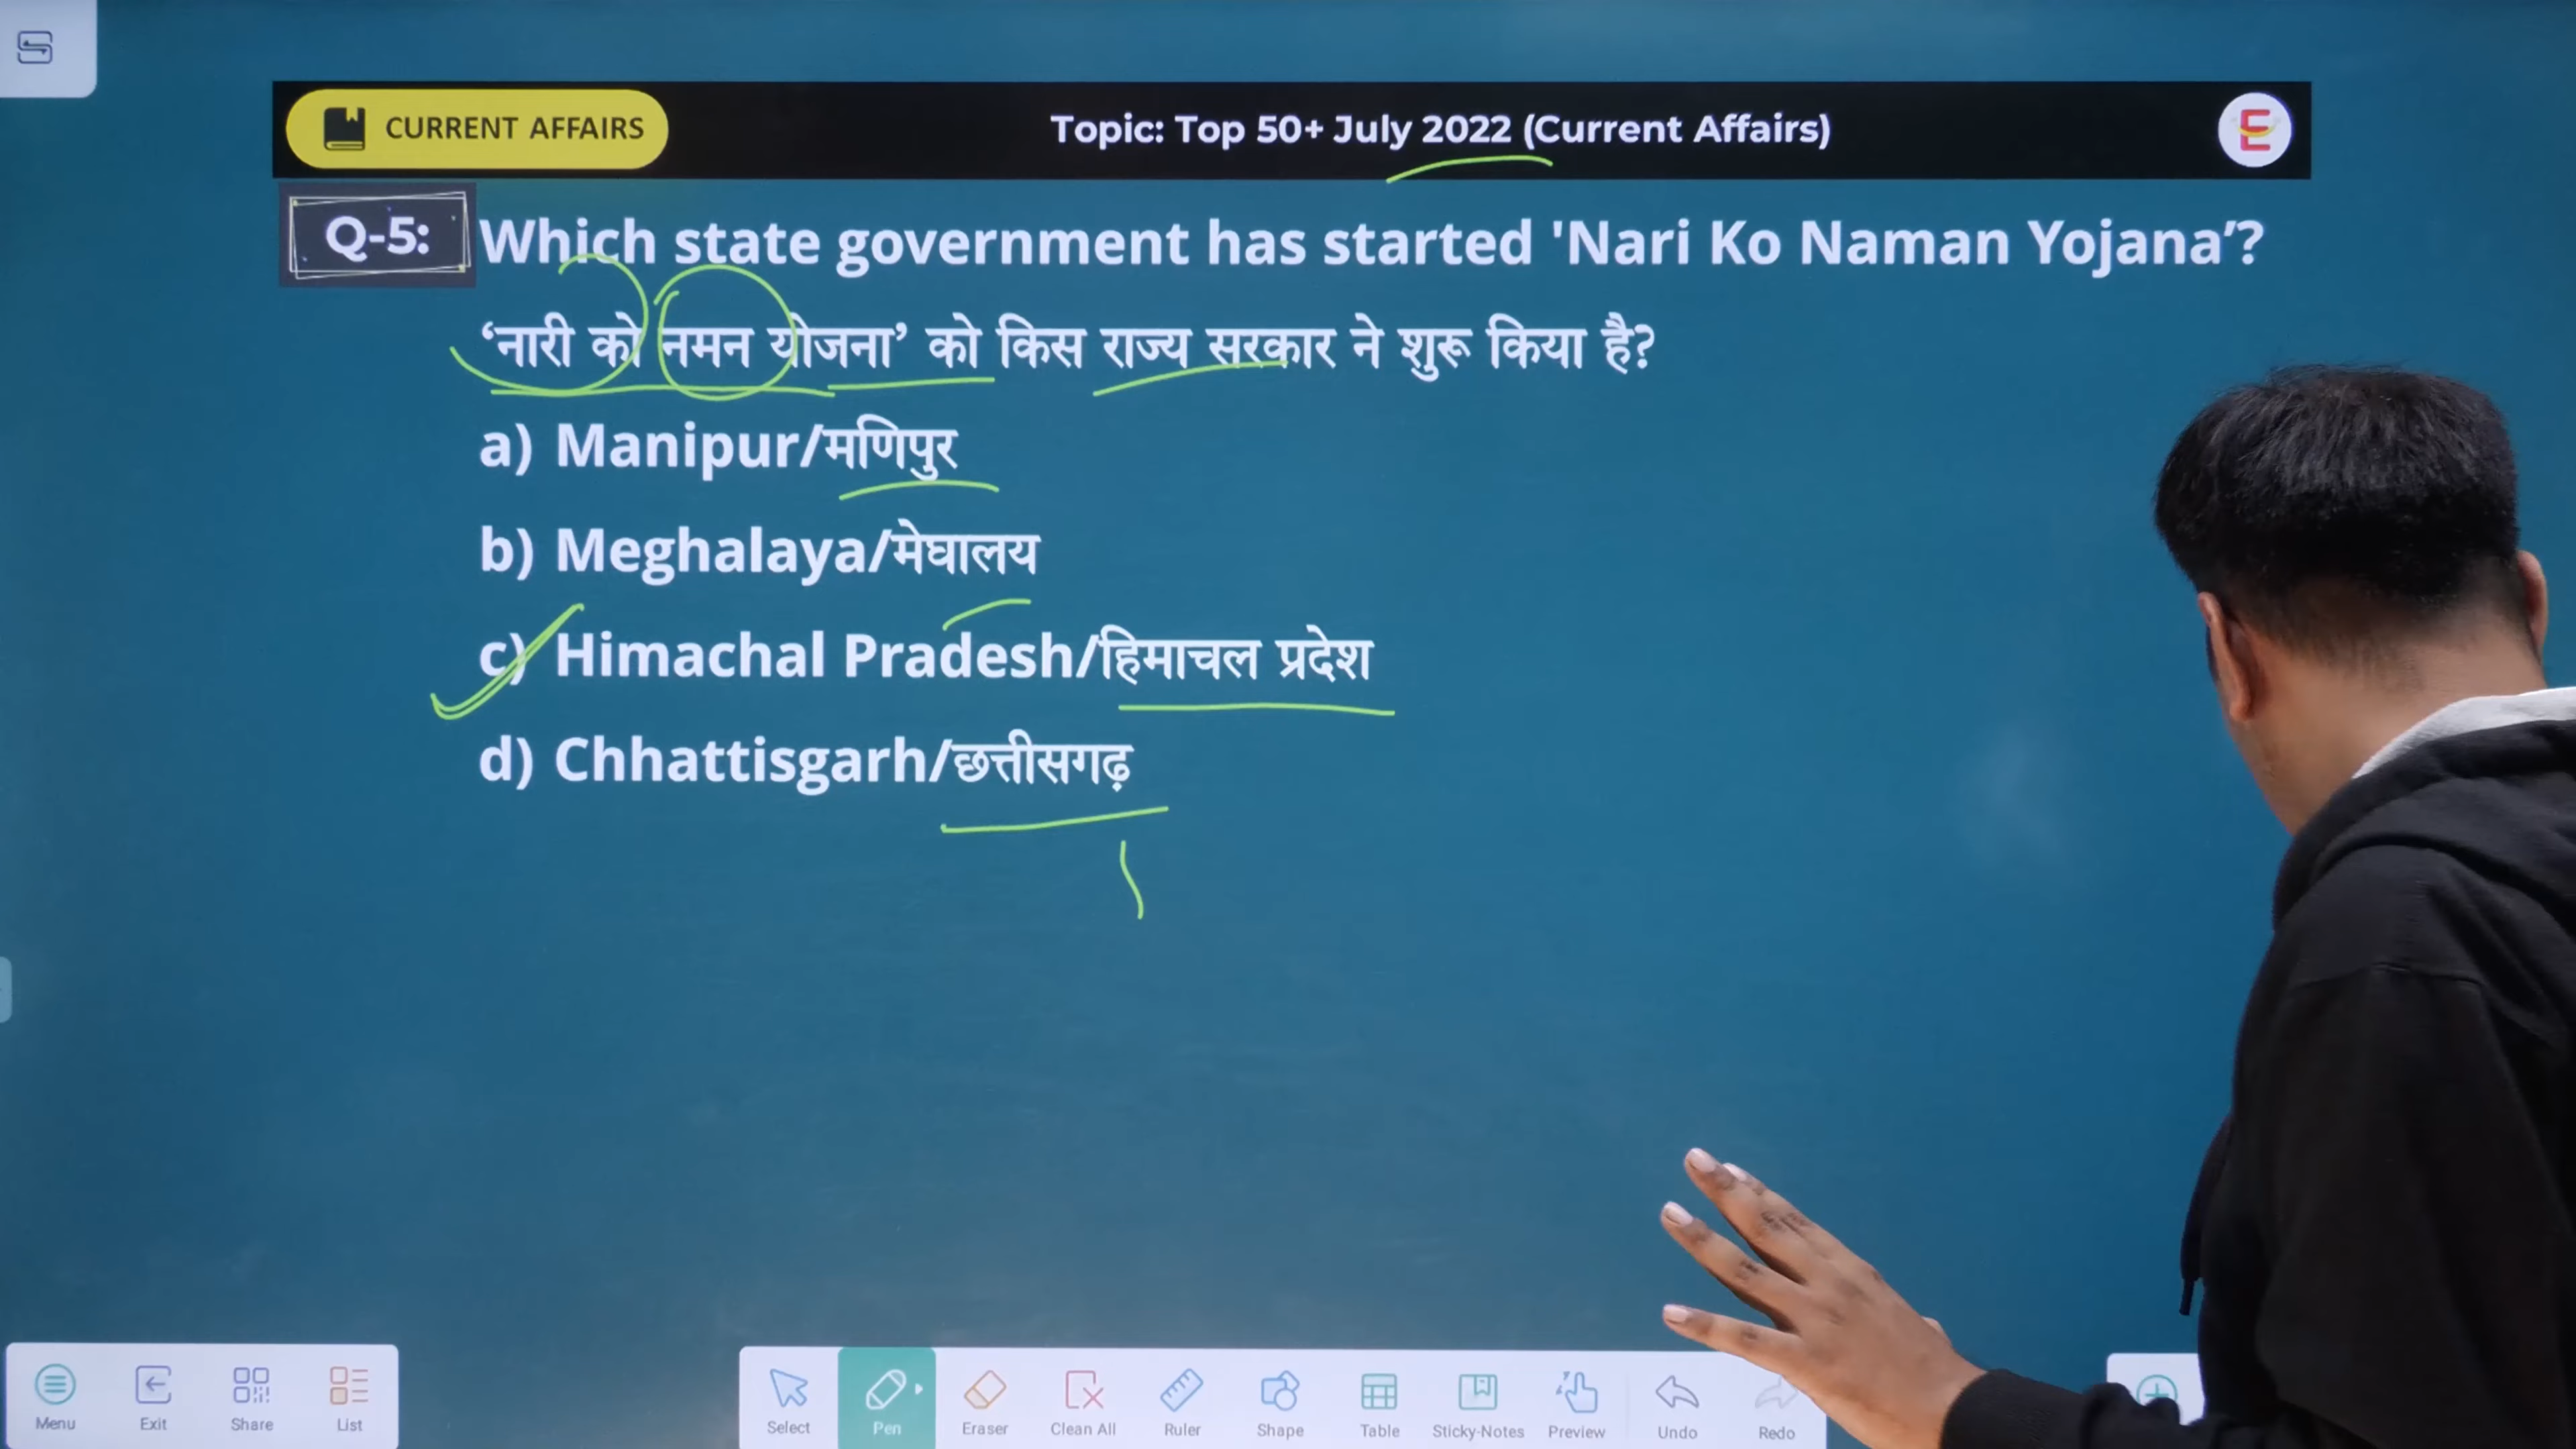 CURRENT AFFAIRS
Topic: Top 50+ July 2022 (Current Affairs)
Q-5: Which state government has started 'Nari Ko Naman Yojana’?
‘नारी को नमन योजना’ को किस राज्य सरकार ने शुरू किया है?
a) Manipur/मणिपुर
b) Meghalaya/मेघालय
c) Himachal Pradesh/हिमाचल प्रदेश
d) Chhattisgarh/छत्तीसगढ़
Menu Exit Share List Select Pen Eraser Clean All Ruler Shape Table Sticky-Notes Preview Undo Redo